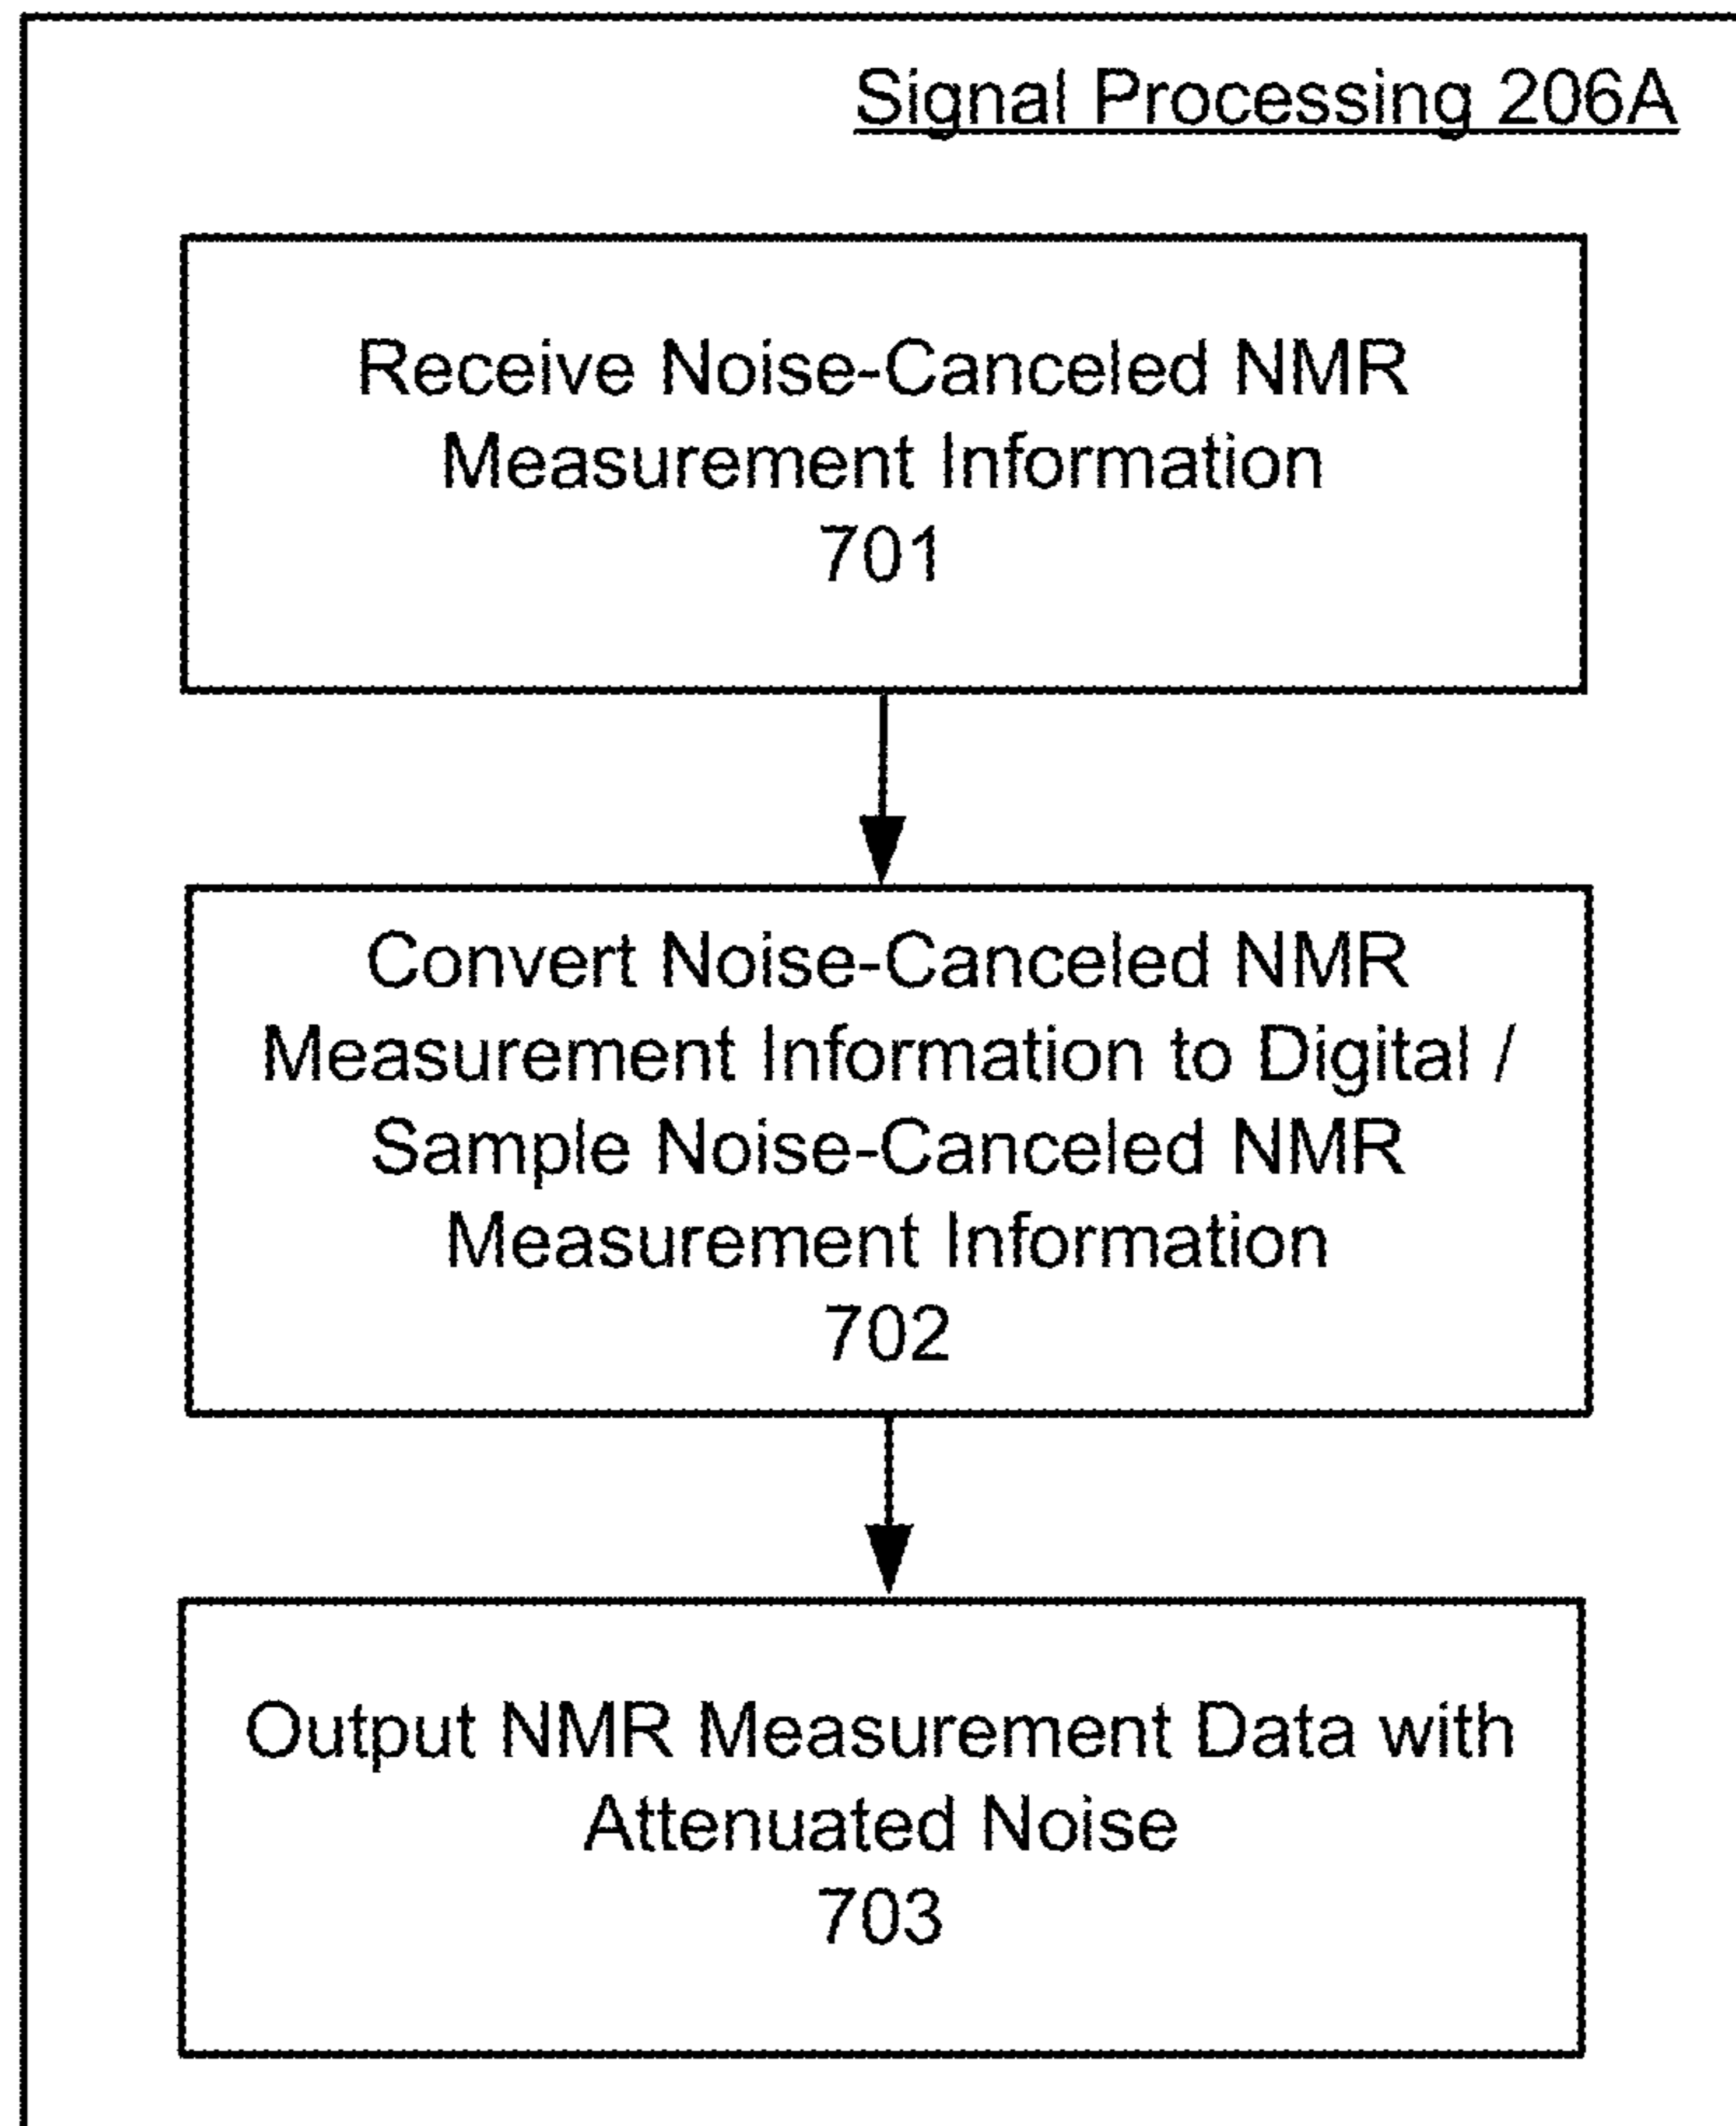 Signal Processing 206A
Receive Noise-Canceled NMR
Measurement Information
701
Convert Noise-Canceled NMR
Measurement Information to Digital /
Sample Noise-Canceled NMR
Measurement Information
702
Output NMR Measurement Data with
Attenuated Noise
703